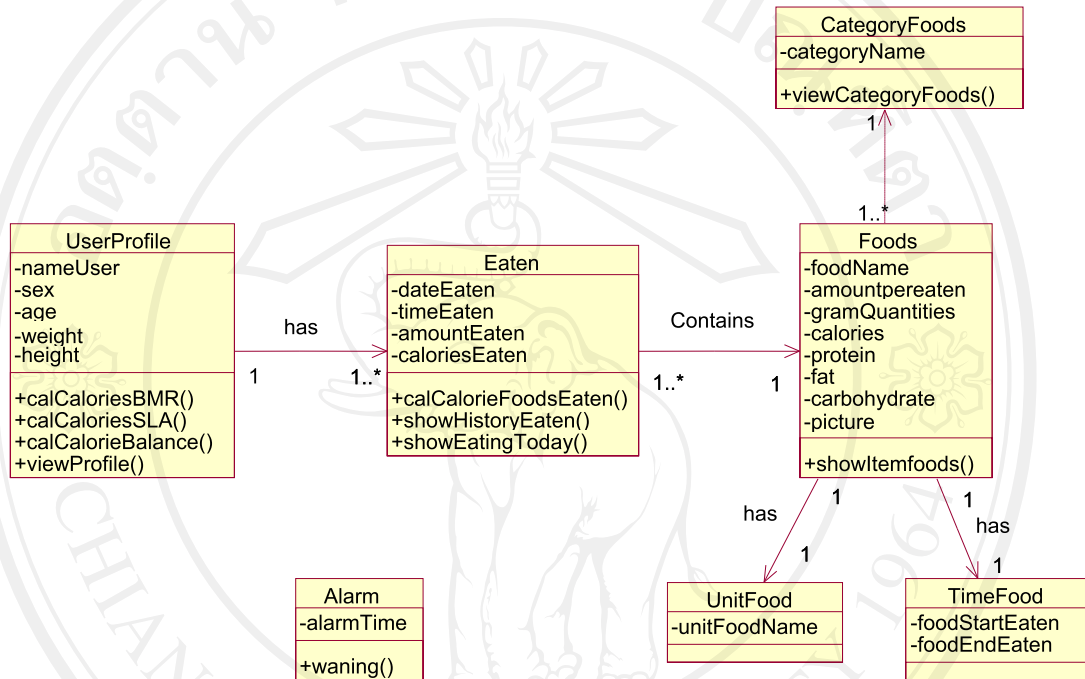 CategoryFoods
-categoryName
+viewCategoryFoods()
1
1..*
UserProfile
-nameUser
-sex
-age
-weight
-height
+calCaloriesBMR()
+calCaloriesSLA()
+calCalorieBalance()
+viewProfile()
has
1
1..*
Eaten
-dateEaten
-timeEaten
-amountEaten
-caloriesEaten
+calCalorieFoodsEaten()
+showHistoryEaten()
+showEatingToday()
Contains
1..*
1
Foods
-foodName
-amountpereaten
-gramQuantities
-calories
-protein
-fat
-carbohydrate
-picture
+showItemfoods()
1
has
1
1
has
1
Alarm
-alarmTime
+waning()
UnitFood
-unitFoodName
TimeFood
-foodStartEaten
-foodEndEaten
CHIAN
1964